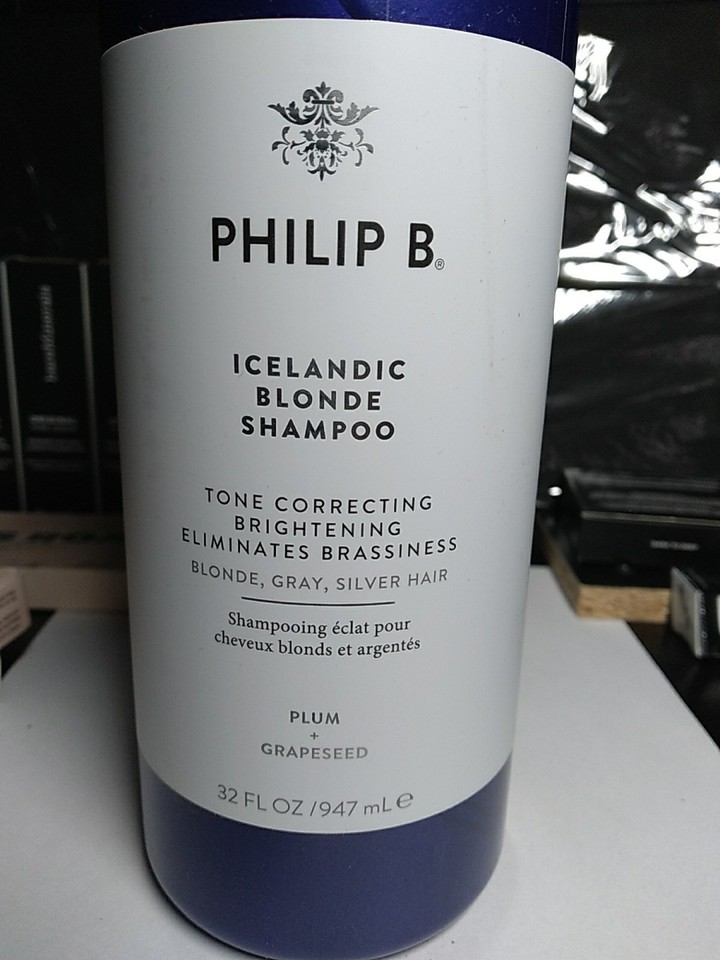 PHILIP B®
ICELANDIC
BLONDE
SHAMPOO
TONE CORRECTING
BRIGHTENING
ELIMINATES BRASSINESS
BLONDE, GRAY, SILVER HAIR
Shampooing éclat pour
cheveux blonds et argentés
PLUM
+
GRAPESEED
32 FL OZ / 947 mL ℮